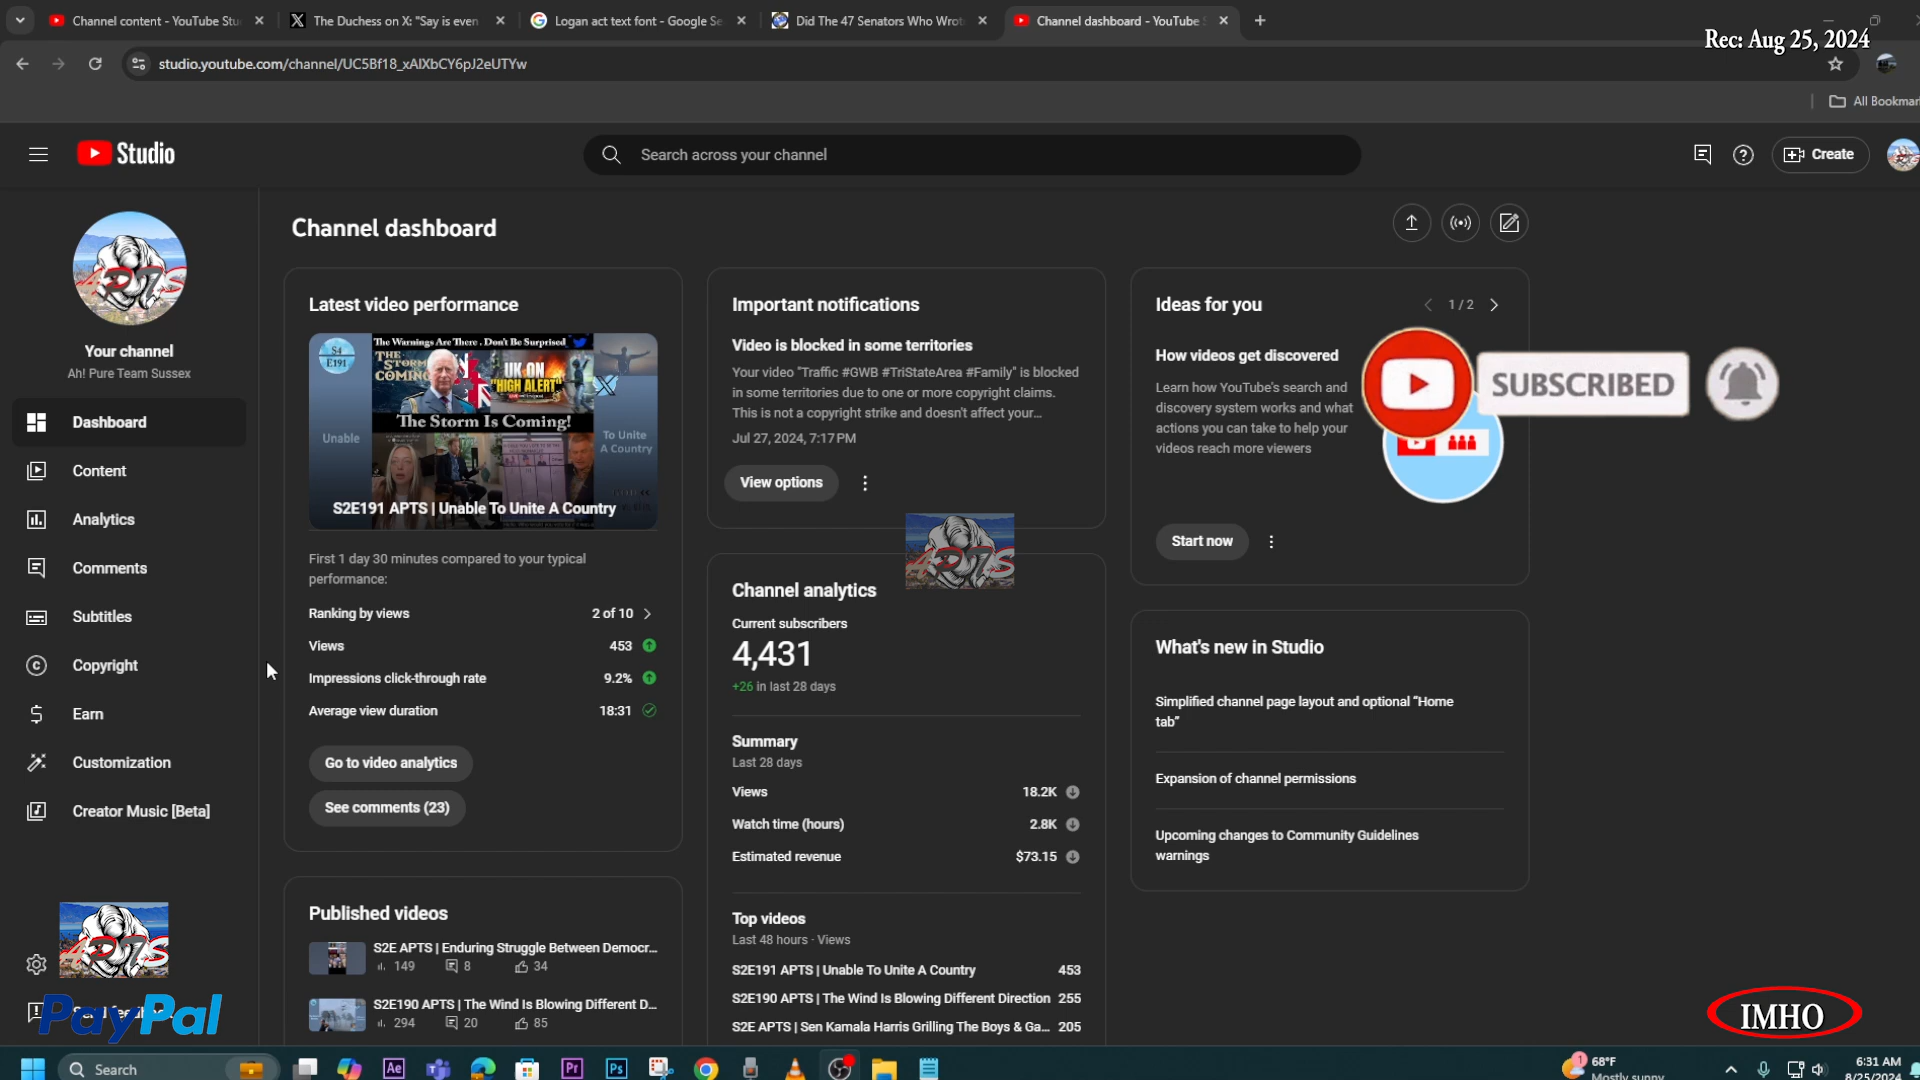 Channel content - YouTube Stu
The Duchess on X: "Say is even
Logan act text font - Google Se
Did The 47 Senators Who Wrot
Channel dashboard - YouTube S
Rec: Aug 25, 2024
studio.youtube.com/channel/UC5Bf18_xAlXbCY6pJ2eUTYw
All Bookmar
Studio
Search across your channel
Create
Channel dashboard
Your channel
Ah! Pure Team Sussex
Dashboard
Content
Analytics
Comments
Subtitles
Copyright
Earn
Customization
Creator Music [Beta]
PayPal
Latest video performance
S4
E191
The Warnings Are There . Don't Be Surprised
THE
STORM
COMING
UK ON
"HIGH ALERT"
The Storm Is Coming!
Unable
To Unite
A Country
S2E191 APTS | Unable To Unite A Country
First 1 day 30 minutes compared to your typical
performance:
Ranking by views 2 of 10
Views 453
Impressions click-through rate 9.2%
Average view duration 18:31
Go to video analytics
See comments (23)
Published videos
S2E APTS | Enduring Struggle Between Democr...
149 8 34
S2E190 APTS | The Wind Is Blowing Different D...
294 20 85
Important notifications
Video is blocked in some territories
Your video "Traffic #GWB #TriStateArea #Family" is blocked
in some territories due to one or more copyright claims.
This is not a copyright strike and doesn't affect your...
Jul 27, 2024, 7:17 PM
View options
APTS
Channel analytics
Current subscribers
4,431
+26 in last 28 days
Summary
Last 28 days
Views 18.2K
Watch time (hours) 2.8K
Estimated revenue $73.15
Top videos
Last 48 hours · Views
S2E191 APTS | Unable To Unite A Country 453
S2E190 APTS | The Wind Is Blowing Different Direction 255
S2E APTS | Sen Kamala Harris Grilling The Boys & Ga... 205
Ideas for you
1 / 2
How videos get discovered
Learn how YouTube's search and
discovery system works and what
actions you can take to help your
videos reach more viewers
SUBSCRIBED
Start now
What's new in Studio
Simplified channel page layout and optional "Home
tab"
Expansion of channel permissions
Upcoming changes to Community Guidelines
warnings
IMHO
Search
Ae
Pr
Ps
1
68°F
Mostly sunny
6:31 AM
8/25/2024